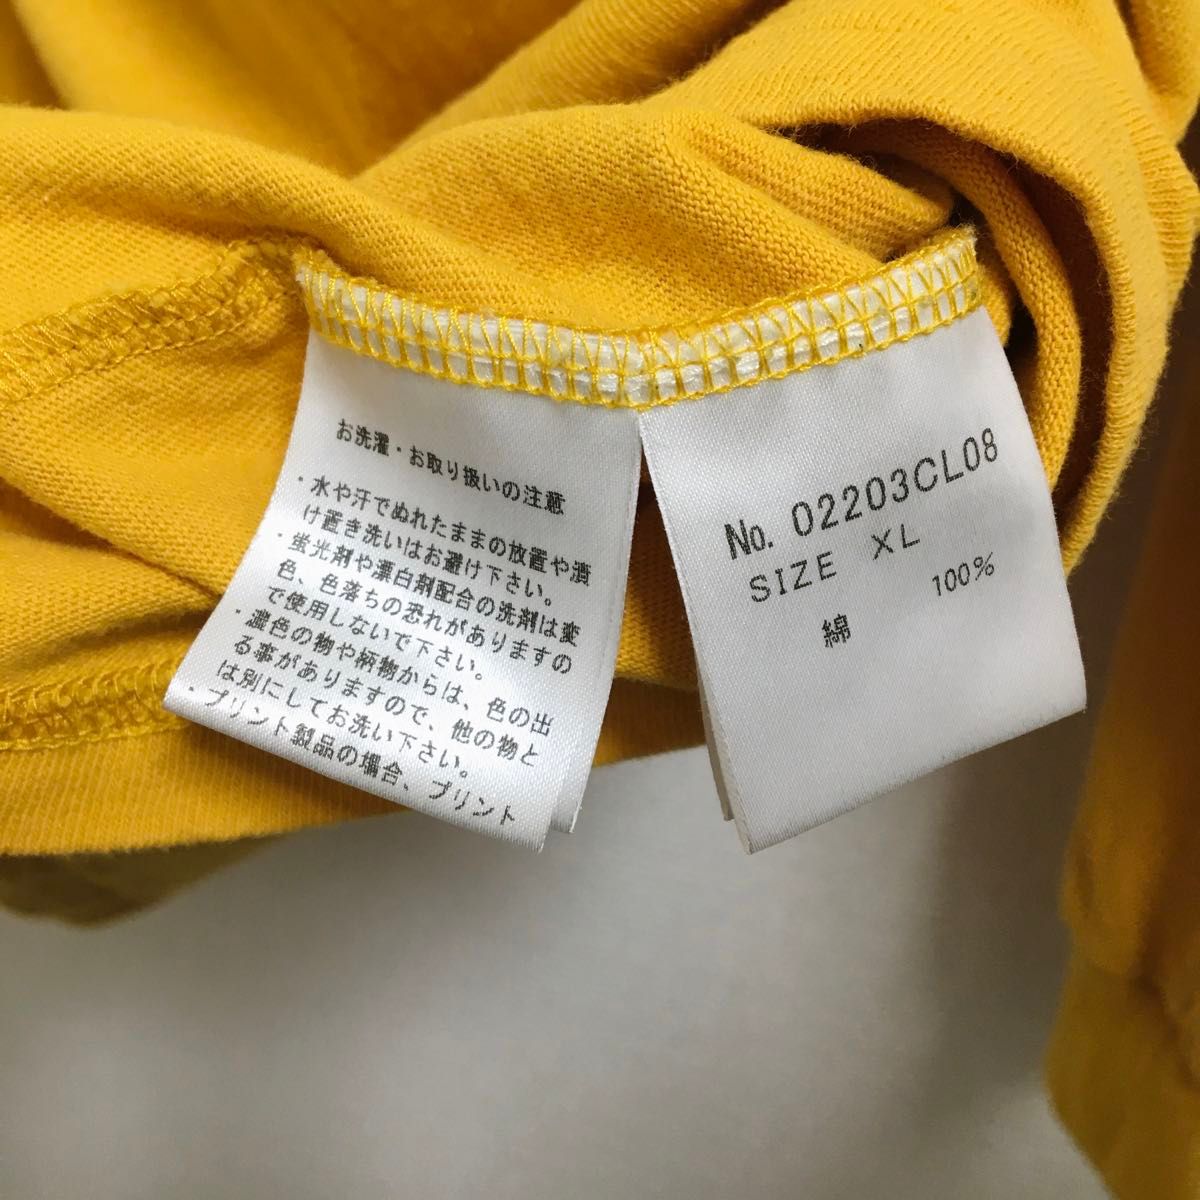 お洗濯・お取り扱いの注意
・水や汗でぬれたままの放置や漬
け置き洗いはお避け下さい。
・蛍光剤や漂白剤配合の洗剤は変
色、色落ちの恐れがありますの
で使用しないで下さい。
・濃色の物や柄物からは、色の出
る事がありますので、他の物と
は別にしてお洗い下さい。
・プリント製品の場合、プリント
No. 02203CL08
SIZE XL
綿 100%